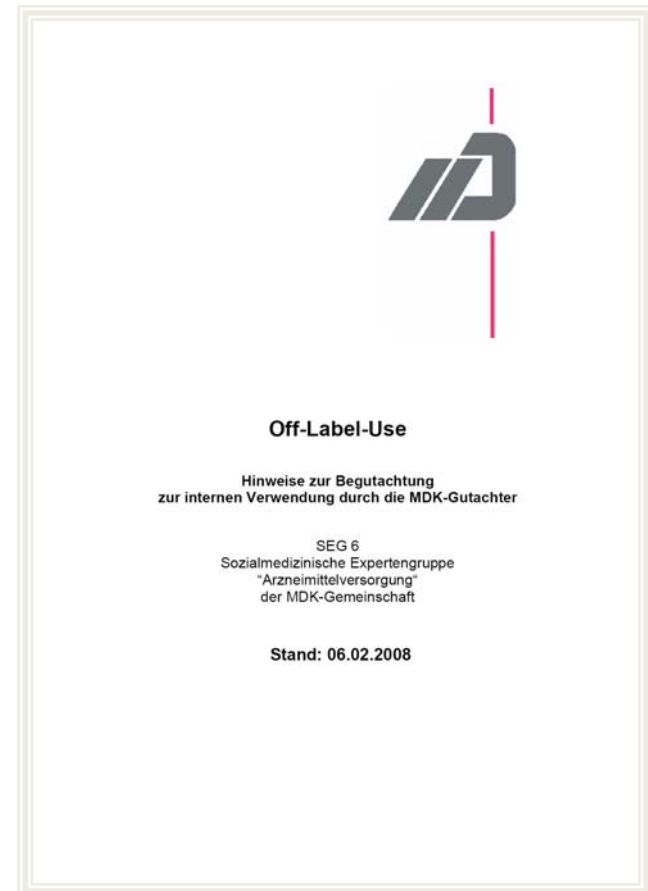 Off-Label-Use
Hinweise zur Begutachtung
zur internen Verwendung durch die MDK-Gutachter
SEG 6
Sozialmedizinische Expertengruppe
“Arzneimittelversorgung“
der MDK-Gemeinschaft
Stand: 06.02.2008